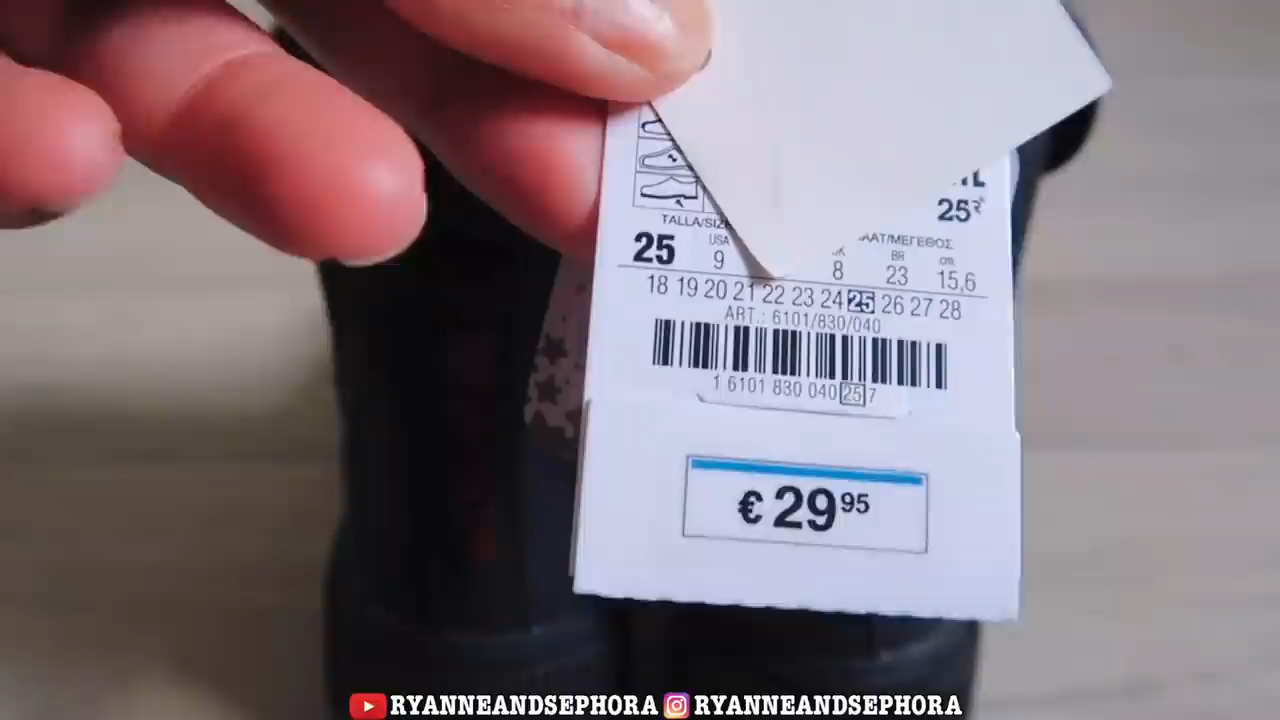 25
TALLA/SIZE
ΜΕΓΕΘΟΣ
25
USA
9
8
BR
23
cm.
15,6
18 19 20 21 22 23 24 25 26 27 28
ART.: 6101/830/040
1 6101 830 040 25 7
€ 29 95
RYANNEANDSEPHORA RYANNEANDSEPHORA